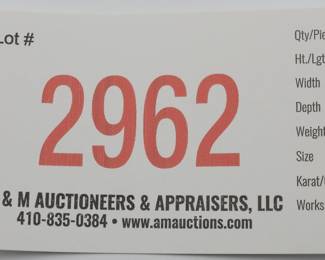 Lot #
2962
& M AUCTIONEERS & APPRAISERS, LLC
410-835-0384 • www.amauctions.com
Qty/Pie
Ht./Lgt
Width
Depth
Weight
Size
Karat/
Works